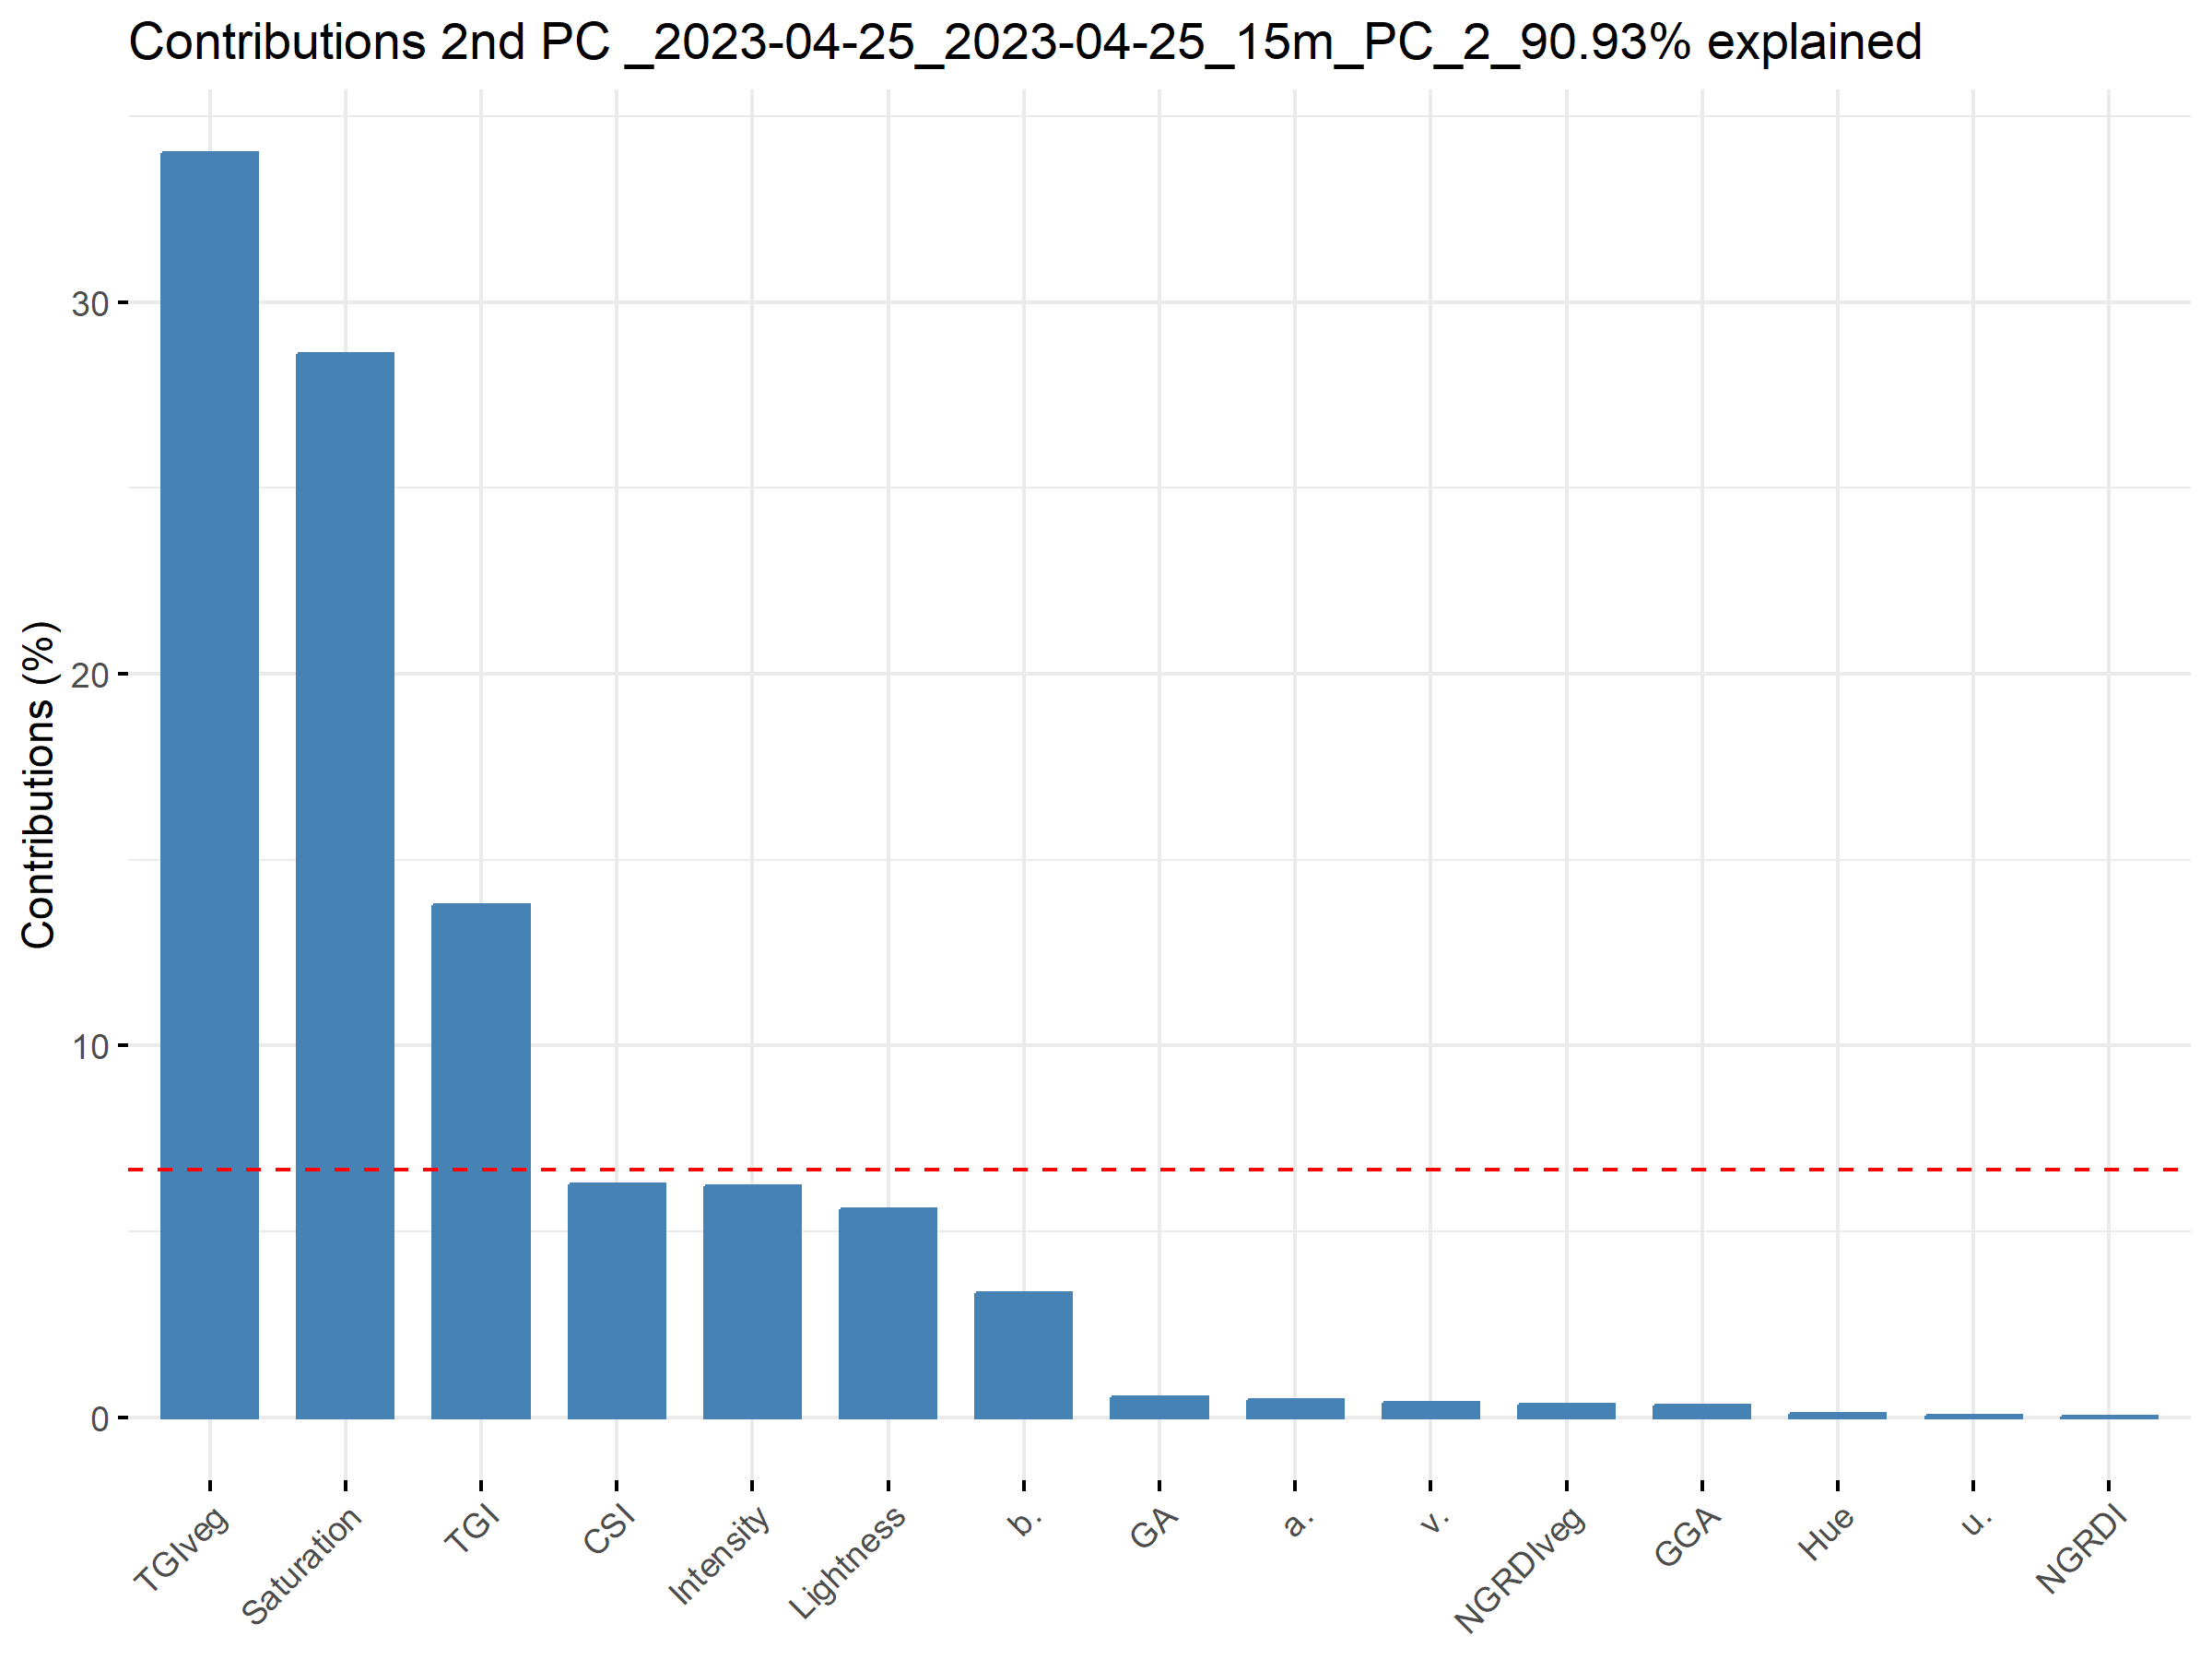 Contributions 2nd PC _2023-04-25_2023-04-25_15m_PC_2_90.93% explained
Contributions (%)
30
20
10
0
TGIveg
Saturation
TGI
CSI
Intensity
Lightness
b.
GA
a.
v.
NGRDIveg
GGA
Hue
u.
NGRDI